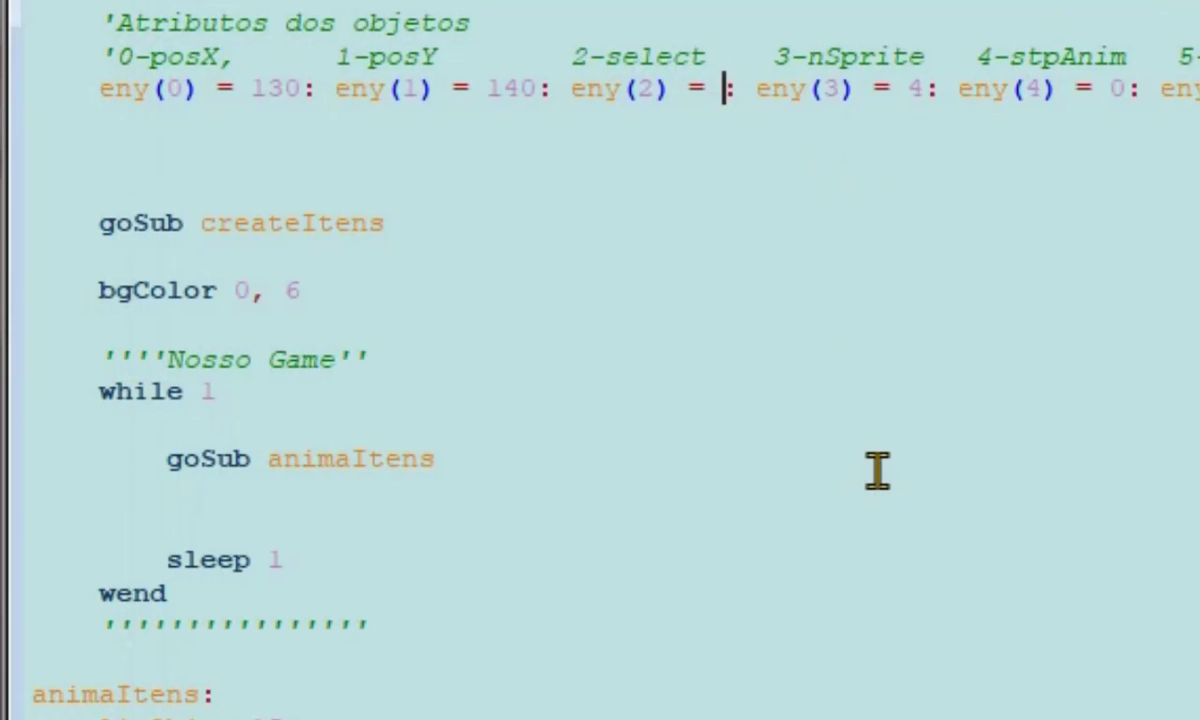 'Atributos dos objetos
'0-posX, 1-posY 2-select 3-nSprite 4-stpAnim 5-
eny(0) = 130: eny(1) = 140: eny(2) = : eny(3) = 4: eny(4) = 0: eny
goSub createItens
bgColor 0, 6
''''Nosso Game''
while 1
goSub animaItens
sleep 1
wend
''''''''''''''''
animaItens: